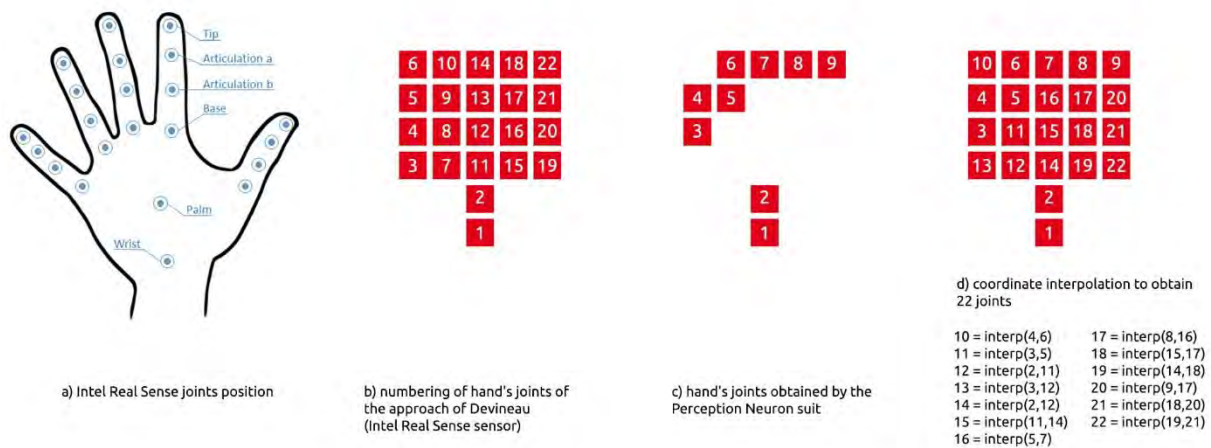 Tip
Articulation a
Articulation b
Base
Palm
Wrist
a) Intel Real Sense joints position
6 10 14 18 22
5 9 13 17 21
4 8 12 16 20
3 7 11 15 19
2
1
b) numbering of hand's joints of
the approach of Devineau
(Intel Real Sense sensor)
6 7 8 9
4 5
3
2
1
c) hand's joints obtained by the
Perception Neuron suit
10 6 7 8 9
4 5 16 17 20
3 11 15 18 21
13 12 14 19 22
2
1
d) coordinate interpolation to obtain
22 joints
10 = interp(4,6)
11 = interp(3,5)
12 = interp(2,11)
13 = interp(3,12)
14 = interp(2,12)
15 = interp(11,14)
16 = interp(5,7)
17 = interp(8,16)
18 = interp(15,17)
19 = interp(14,18)
20 = interp(9,17)
21 = interp(18,20)
22 = interp(19,21)